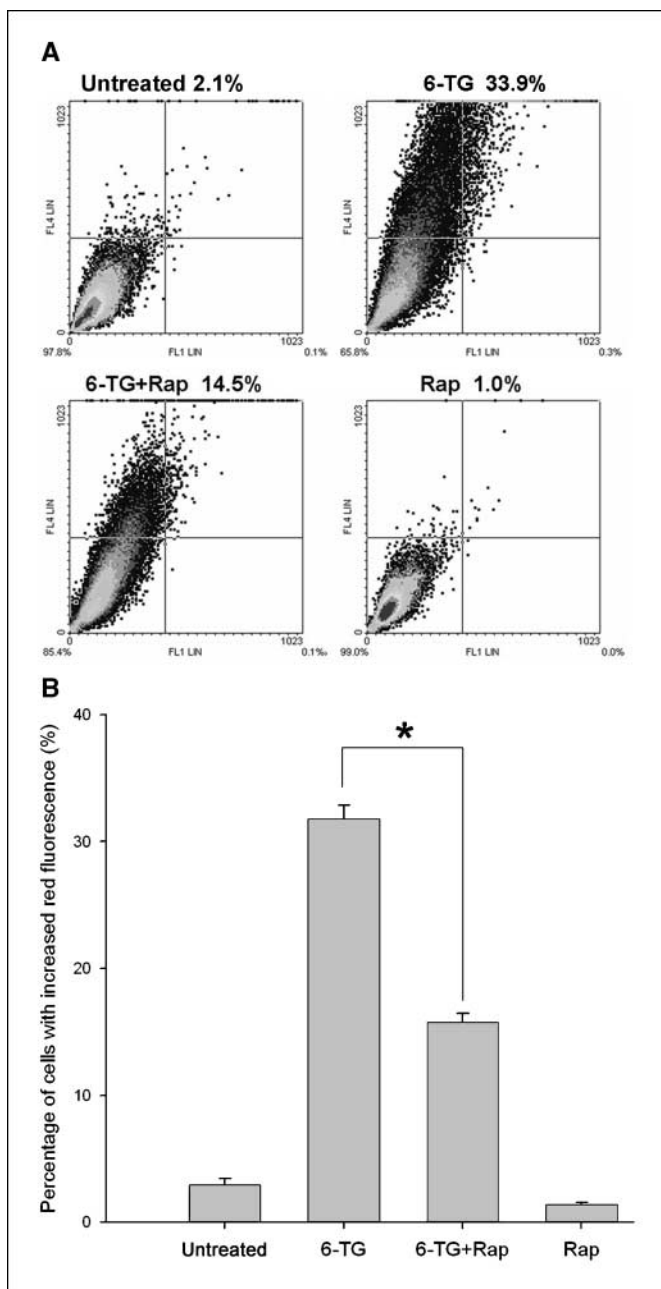 A
Untreated 2.1%
6-TG 33.9%
1023
FL4 LIN
0
0
1023
97.8%
FL1 LIN
0.1%
1023
FL4 LIN
0
0
1023
65.8%
FL1 LIN
0.3%
6-TG+Rap 14.5%
Rap 1.0%
1023
FL4 LIN
0
0
1023
85.4%
FL1 LIN
0.1%
1023
FL4 LIN
0
0
1023
99.0%
FL1 LIN
0.0%
B
Percentage of cells with increased red fluorescence (%)
40
30
20
10
0
*
Untreated
6-TG
6-TG+Rap
Rap